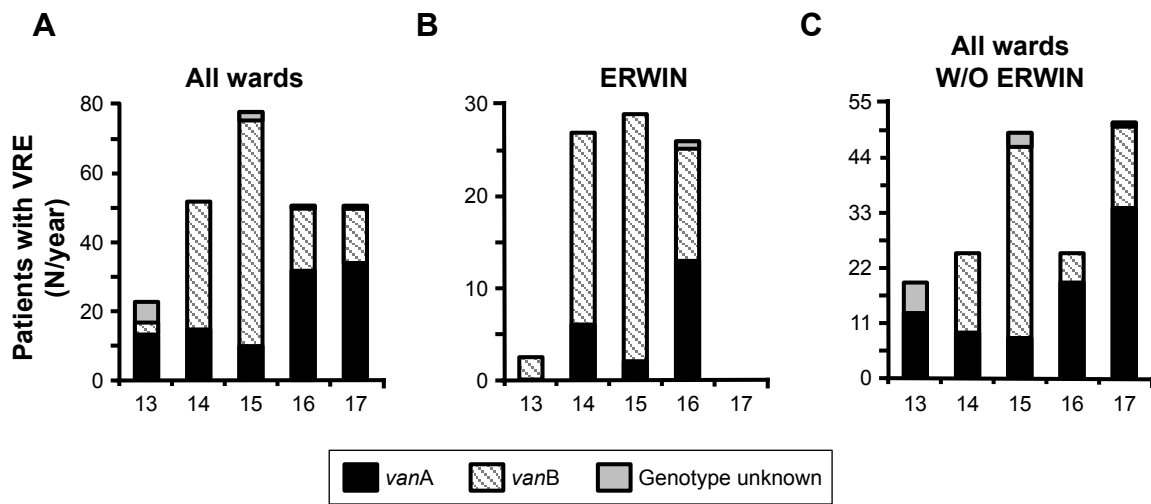 A
B
C
All wards
ERWIN
All wards
W/O ERWIN
Patients with VRE
(N/year)
80
60
40
20
0
13 14 15 16 17
30
20
10
0
13 14 15 16 17
55
44
33
22
11
0
13 14 15 16 17
vanA vanB Genotype unknown